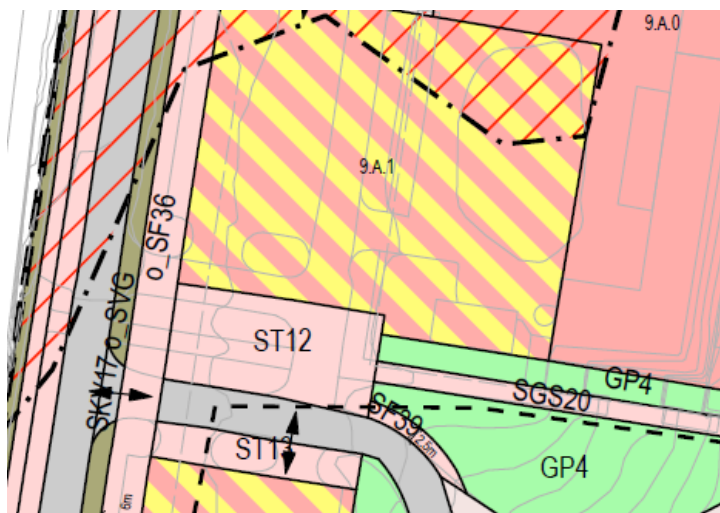 9.A.0
9.A.1
o_SF36
o_SVG
SKV17
ST12
GP4
SGS20
SF39
2,5m
ST13
GP4
6m